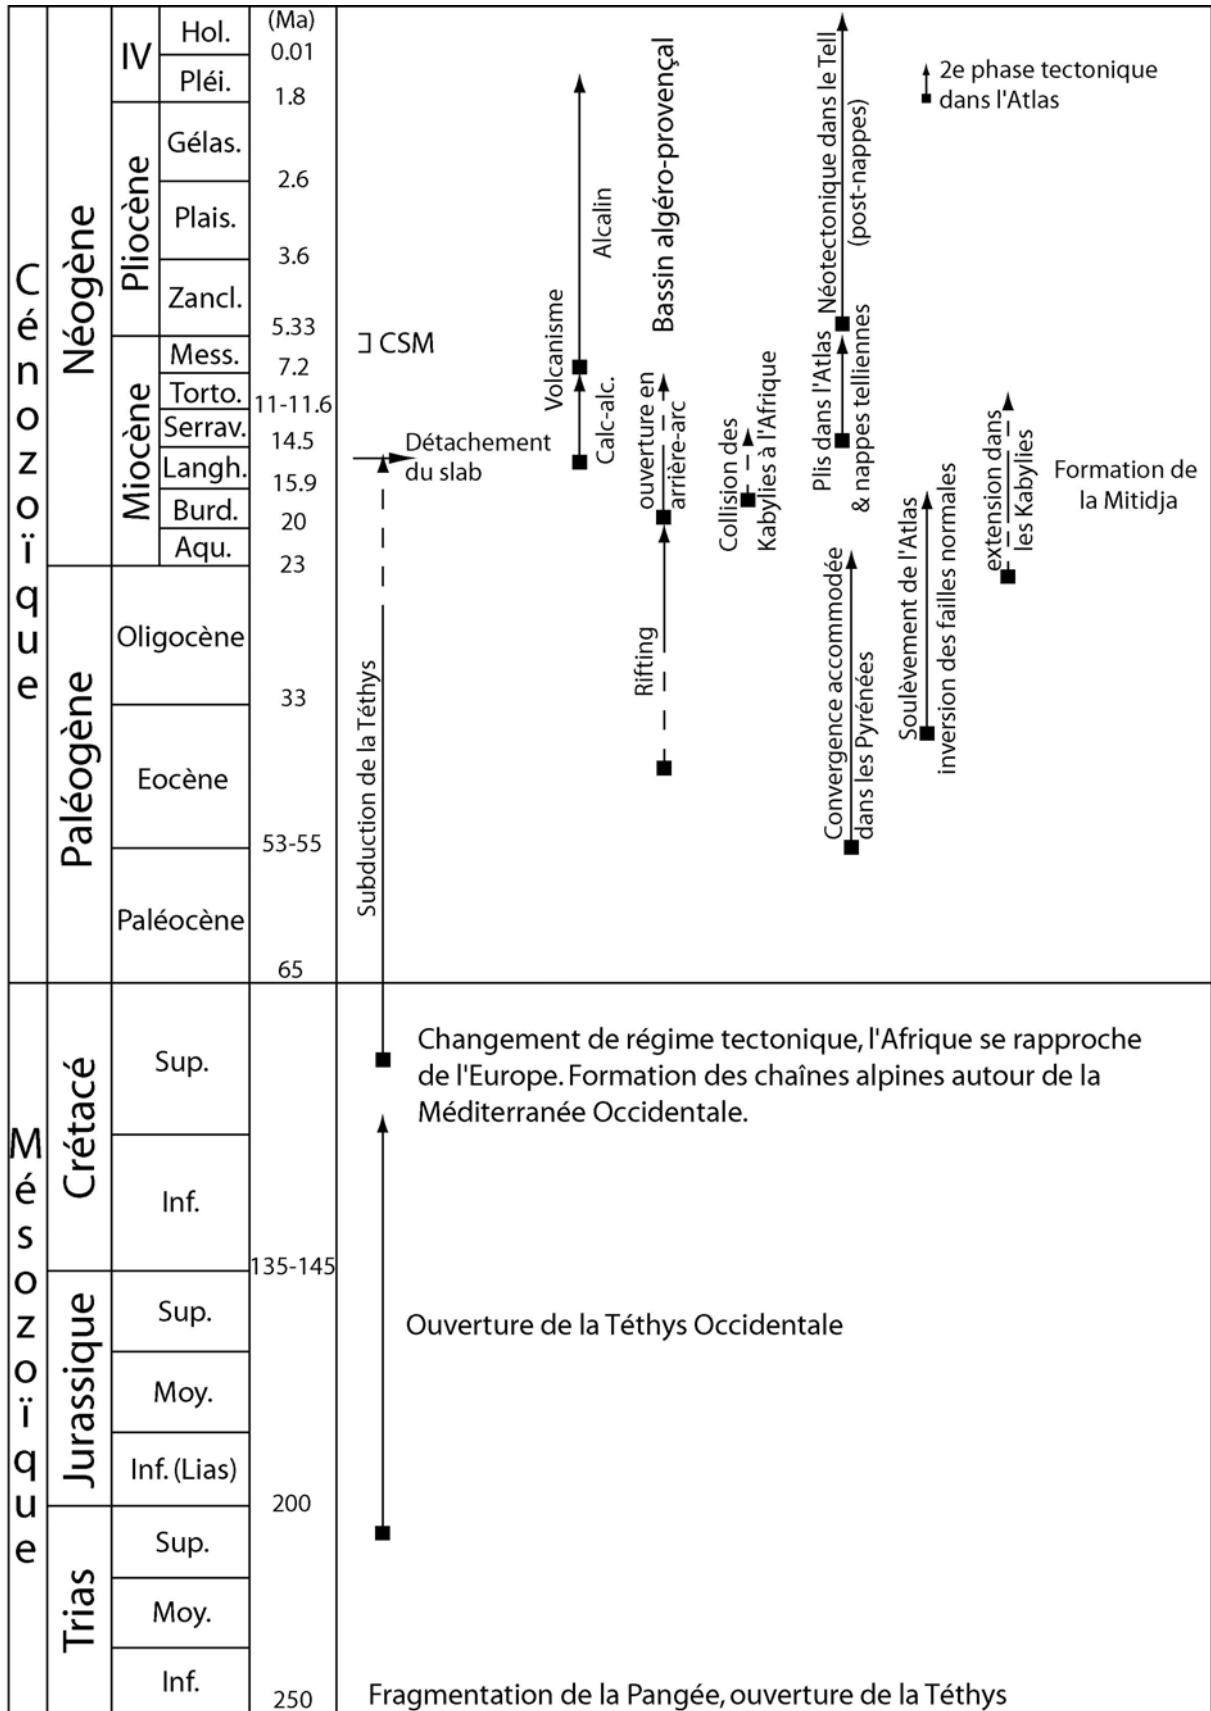 Cénozoïque
Néogène
IV
Hol.
(Ma)
0.01
Pléi.
1.8
Pliocène
Gélas.
2.6
Plais.
3.6
Zancl.
5.33
Miocène
Mess.
7.2
Torto.
11-11.6
Serrav.
14.5
Langh.
15.9
Burd.
20
Aqu.
23
Paléogène
Oligocène
33
Eocène
53-55
Paléocène
65
Mésozoïque
Crétacé
Sup.
Inf.
135-145
Jurassique
Sup.
Moy.
Inf. (Lias)
200
Trias
Sup.
Moy.
Inf.
250
CSM
Détachement
du slab
Subduction de la Téthys
Volcanisme
Alcalin
Calc-alc.
Bassin algéro-provençal
ouverture en
arrière-arc
Rifting
Collision des
Kabylies à l'Afrique
Néotectonique dans le Tell
(post-nappes)
Plis dans l'Atlas
& nappes telliennes
Convergence accomodée
dans les Pyrénées
2e phase tectonique
dans l'Atlas
Soulèvement de l'Atlas
inversion des failles normales
extension dans
les Kabylies
Formation de
la Mitidja
Changement de régime tectonique, l'Afrique se rapproche
de l'Europe. Formation des chaînes alpines autour de la
Méditerranée Occidentale.
Ouverture de la Téthys Occidentale
Fragmentation de la Pangée, ouverture de la Téthys